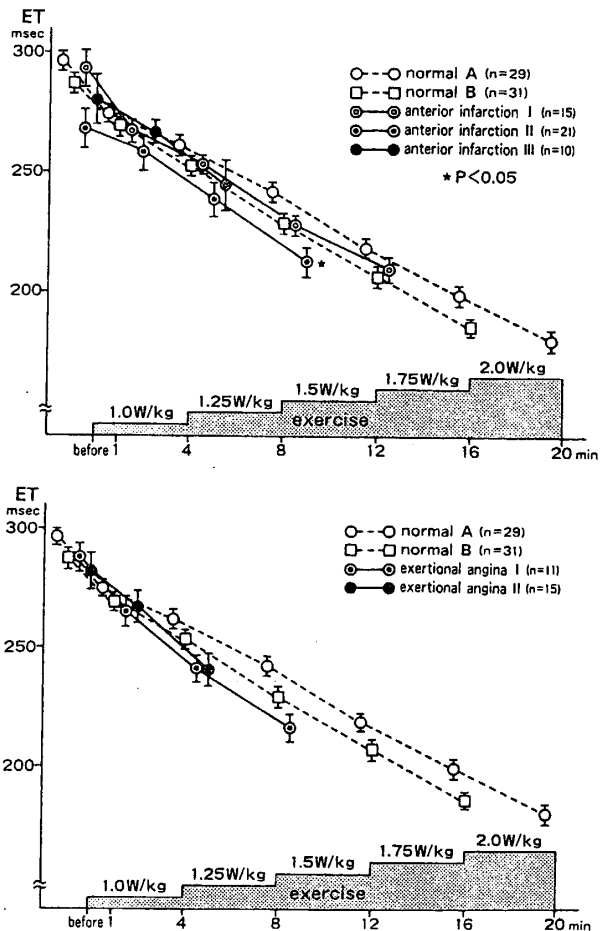 ET
msec
300
250
200
normal A (n=29)
normal B (n=31)
anterior infarction I (n=15)
anterior infarction II (n=21)
anterior infarction III (n=10)
* P<0.05
*
1.0W/kg
1.25W/kg
1.5W/kg
1.75W/kg
2.0W/kg
exercise
before 1 4 8 12 16 20 min
ET
msec
300
250
200
normal A (n=29)
normal B (n=31)
exertional angina I (n=11)
exertional angina II (n=15)
1.0W/kg
1.25W/kg
1.5W/kg
1.75W/kg
2.0W/kg
exercise
before 1 4 8 12 16 20 min